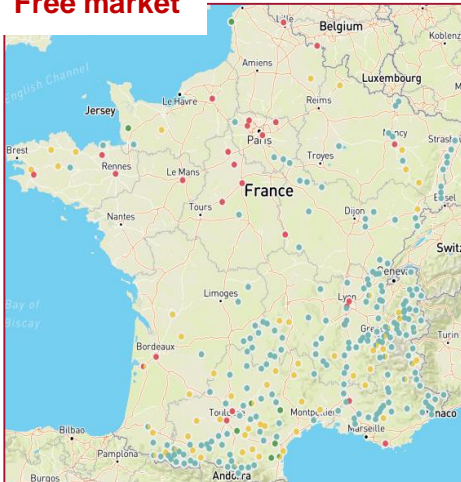 Free market
Lille
Belgium
Koblenz
Amiens
English Channel
Luxembourg
Jersey
Le Havre
Reims
Paris
Nancy
Brest
Troyes
Rennes
Le Mans
France
Tours
Dijon
Nantes
Geneva
Limoges
Lyon
Bay of
Biscay
Turin
Bordeaux
Montpellier
Marseille
Bilbao
Pamplona
Andorra
Burgos